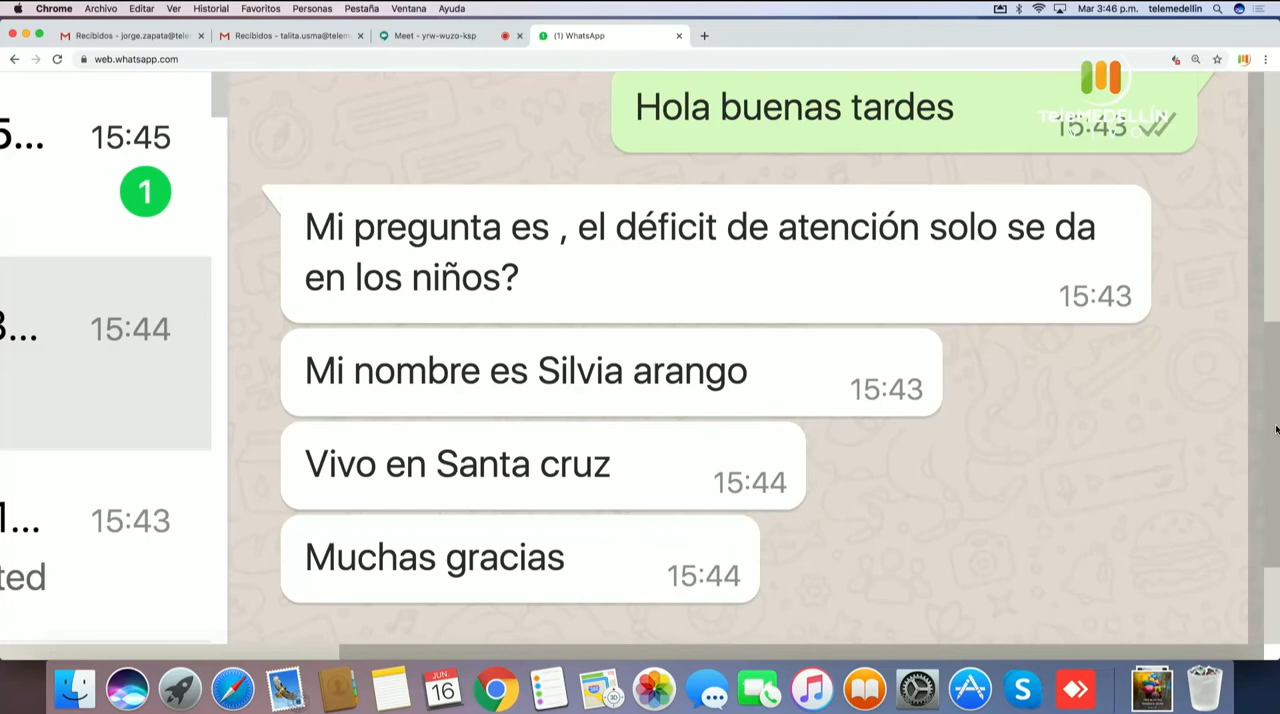 Chrome Archivo Editar Ver Historial Favoritos Personas Pestaña Ventana Ayuda Mar 3:46 p.m. telemedellin
Recibidos - jorge.zapata@tele Recibidos - talita.usma@telem Meet - yrw-wuzo-ksp (1) WhatsApp
web.whatsapp.com
Hola buenas tardes
15:43
teleMEDELLÍN
5... 15:45
1
Mi pregunta es , el déficit de atención solo se da
en los niños?
15:43
15:44
Mi nombre es Silvia arango
15:43
Vivo en Santa cruz
15:44
1... 15:43
ted
Muchas gracias
15:44
JUN.
16